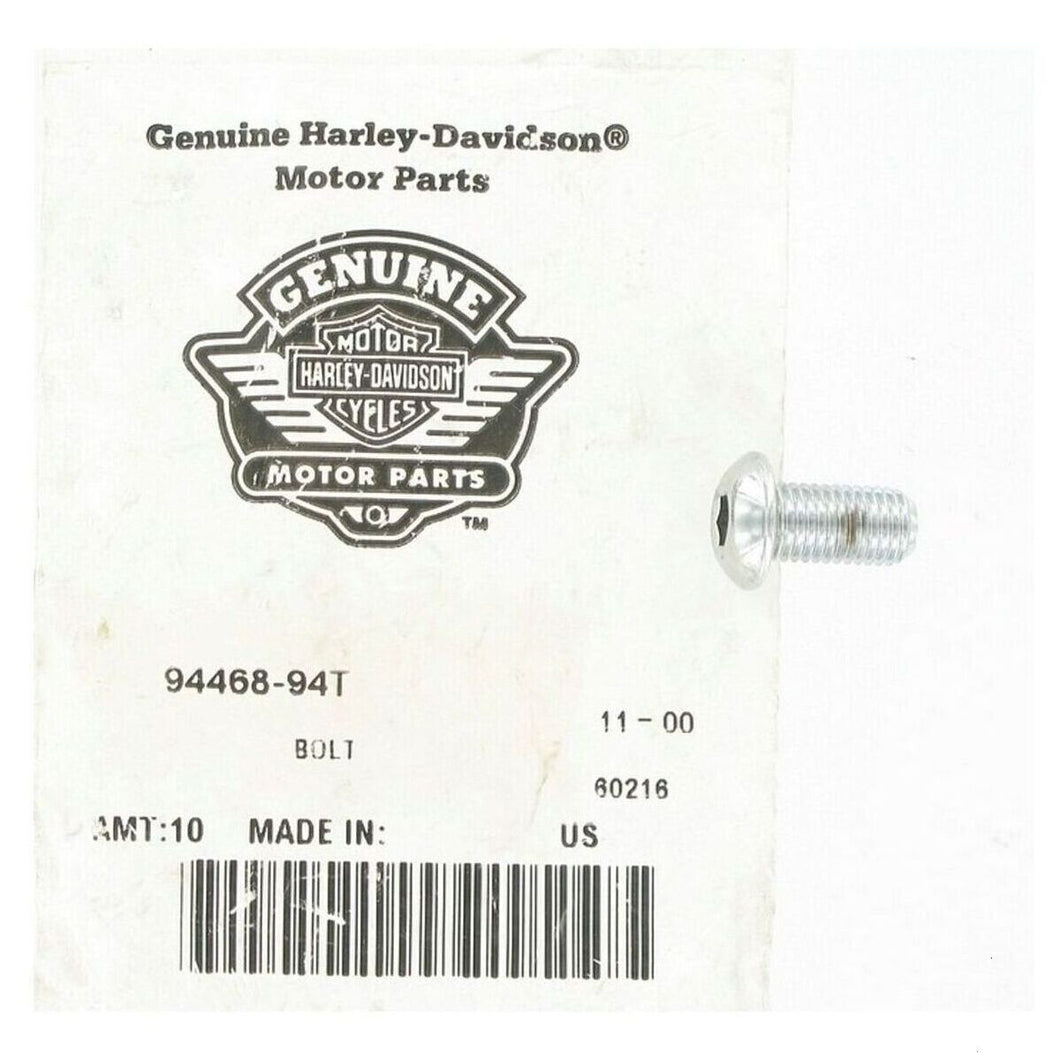 Genuine Harley-Davidson®
Motor Parts
GENUINE
MOTOR
HARLEY-DAVIDSON
CYCLES
MOTOR PARTS
TM
94468-94T
11-00
BOLT
60216
AMT:10 MADE IN: US